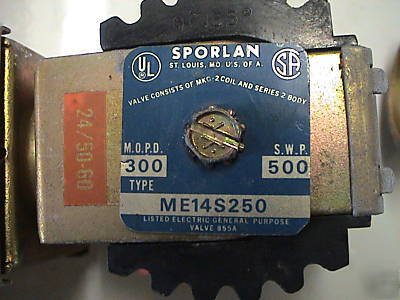 UL
SPORLAN
SA
ST. LOUIS, MO. U.S. OF A.
VALVE CONSISTS OF MKC-2 COIL AND SERIES 2 BODY
24/50-60
M.O.P.D.
S.W.P.
300
500
TYPE
ME14S250
LISTED ELECTRIC GENERAL PURPOSE
VALVE 855A